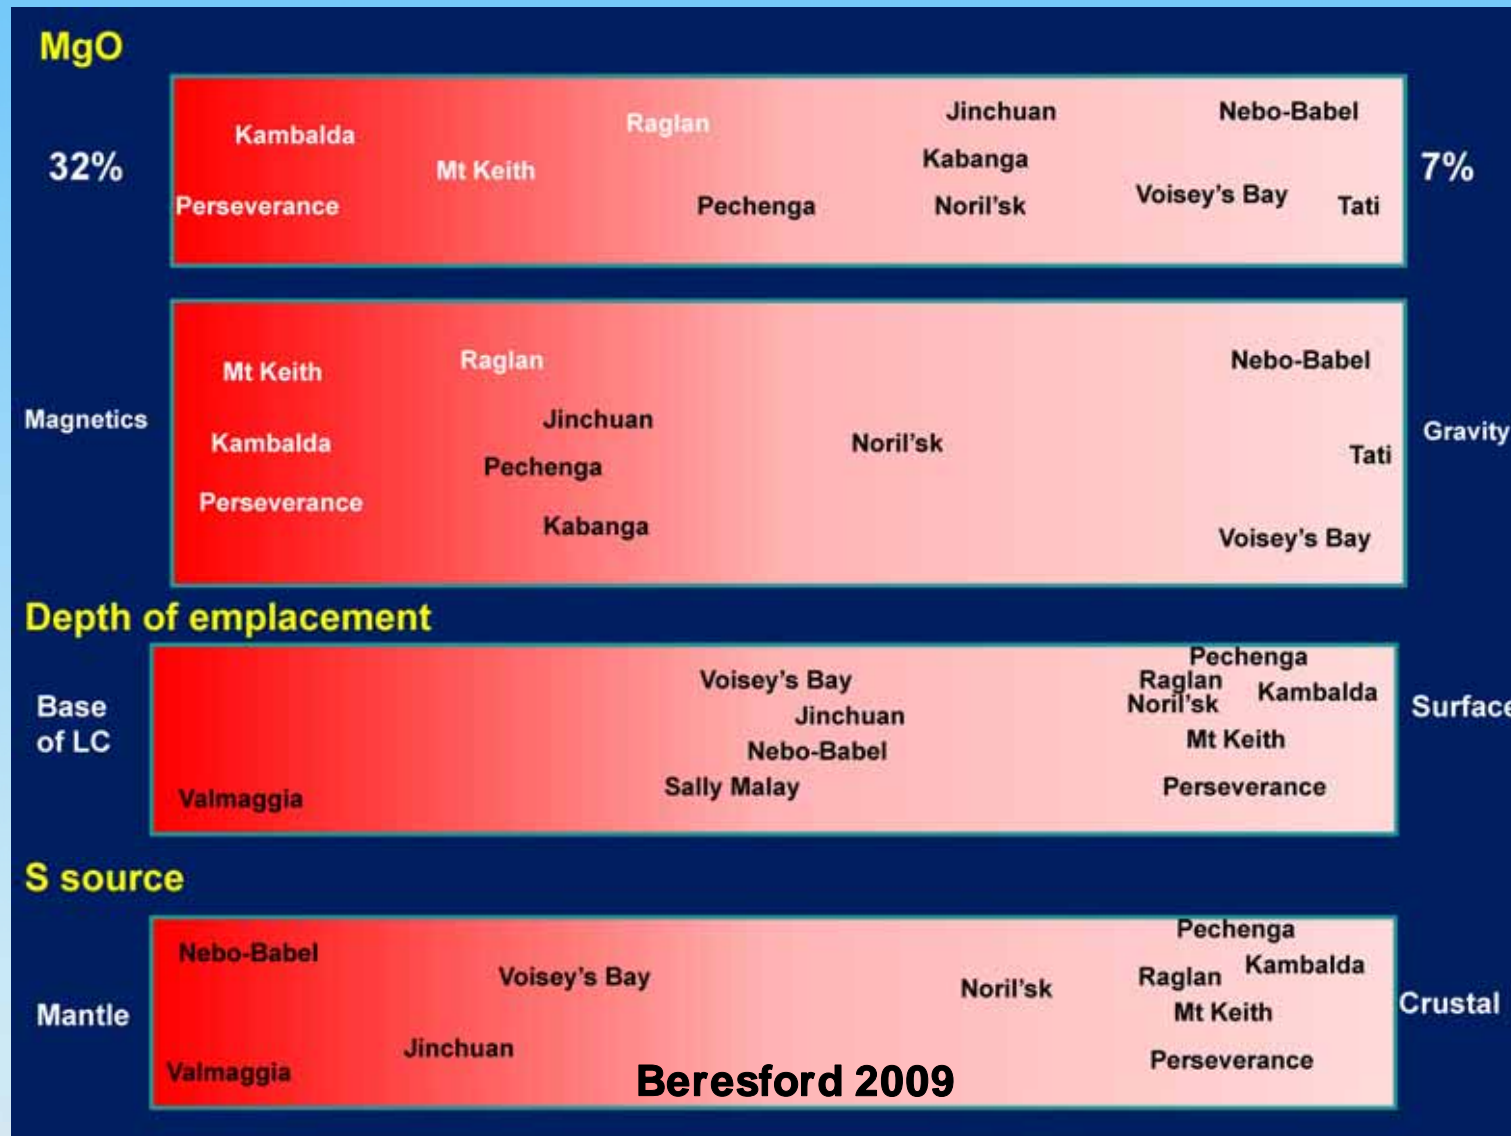 MgO
32%
Kambalda
Perseverance
Mt Keith
Raglan
Pechenga
Jinchuan
Kabanga
Noril'sk
Nebo-Babel
Voisey's Bay
Tati
7%
Magnetics
Mt Keith
Kambalda
Perseverance
Raglan
Jinchuan
Pechenga
Kabanga
Noril'sk
Nebo-Babel
Tati
Voisey's Bay
Gravity
Depth of emplacement
Base
of LC
Valmaggia
Voisey's Bay
Jinchuan
Nebo-Babel
Sally Malay
Pechenga
Raglan
Kambalda
Noril'sk
Mt Keith
Perseverance
Surface
S source
Mantle
Nebo-Babel
Valmaggia
Voisey's Bay
Jinchuan
Noril'sk
Pechenga
Kambalda
Raglan
Mt Keith
Perseverance
Crustal
Beresford 2009